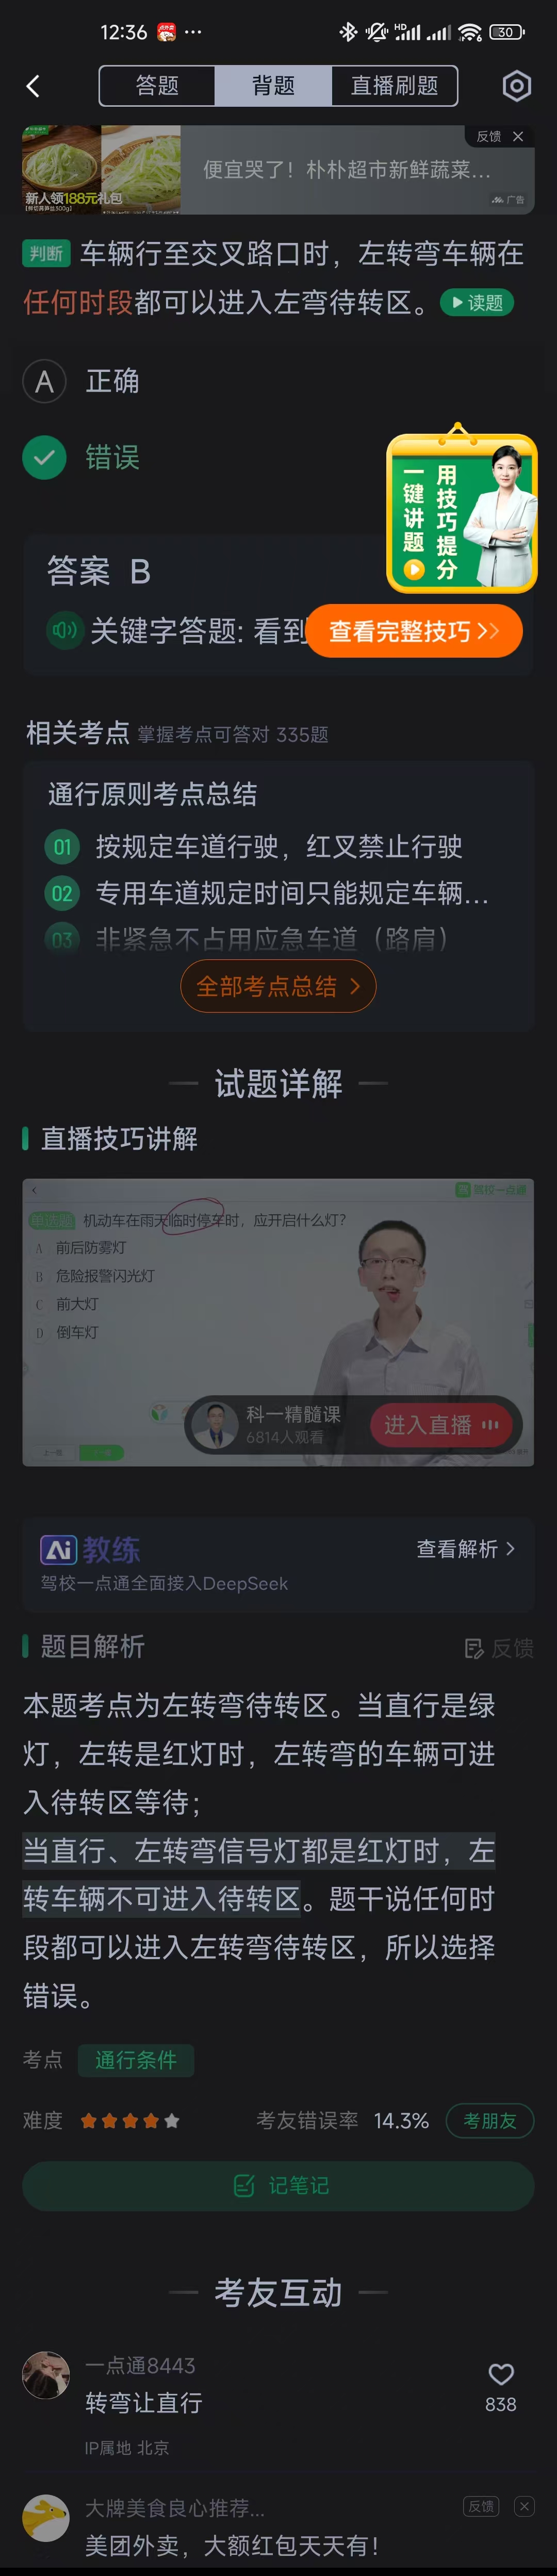 12:36
HD
30
答题
背题
直播刷题
反馈
便宜哭了！朴朴超市新鲜蔬菜...
新人领188元礼包
广告
判断 车辆行至交叉路口时，左转弯车辆在
任何时段都可以进入左弯待转区。 读题
A 正确
错误
用技巧提分
一键讲题
答案 B
关键字答题: 看到
查看完整技巧
相关考点 掌握考点可答对 335题
通行原则考点总结
01 按规定车道行驶，红叉禁止行驶
02 专用车道规定时间只能规定车辆...
03 非紧急不占用应急车道（路肩）
全部考点总结
试题详解
直播技巧讲解
驾校一点通
单选题 机动车在雨天临时停车时，应开启什么灯?
A 前后防雾灯
B 危险报警闪光灯
C 前大灯
D 倒车灯
科一精髓课
6814人观看
进入直播
Ai 教练
查看解析
驾校一点通全面接入DeepSeek
题目解析
反馈
本题考点为左转弯待转区。当直行是绿
灯，左转是红灯时，左转弯的车辆可进
入待转区等待；
当直行、左转弯信号灯都是红灯时，左
转车辆不可进入待转区。题干说任何时
段都可以进入左转弯待转区，所以选择
错误。
考点 通行条件
难度
考友错误率 14.3%
考朋友
记笔记
考友互动
一点通8443
转弯让直行
838
IP属地 北京
大牌美食良心推荐...
反馈
美团外卖，大额红包天天有！